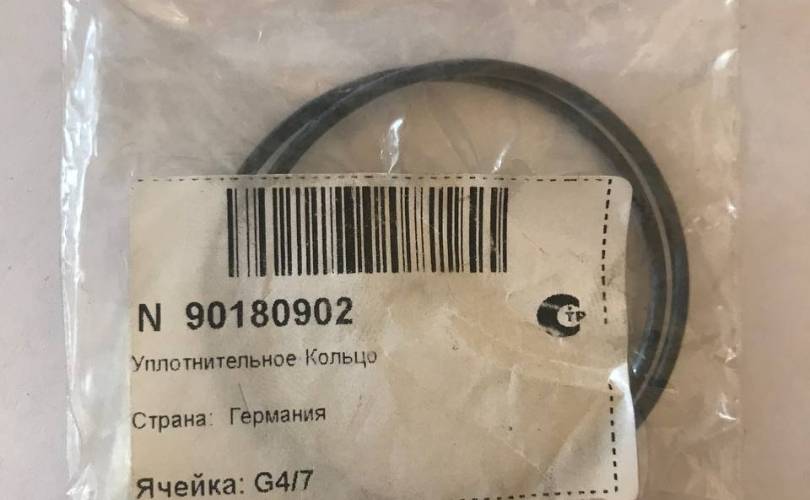 N 90180902
Уплотнительное Кольцо
Страна: Германия
Ячейка: G4/7